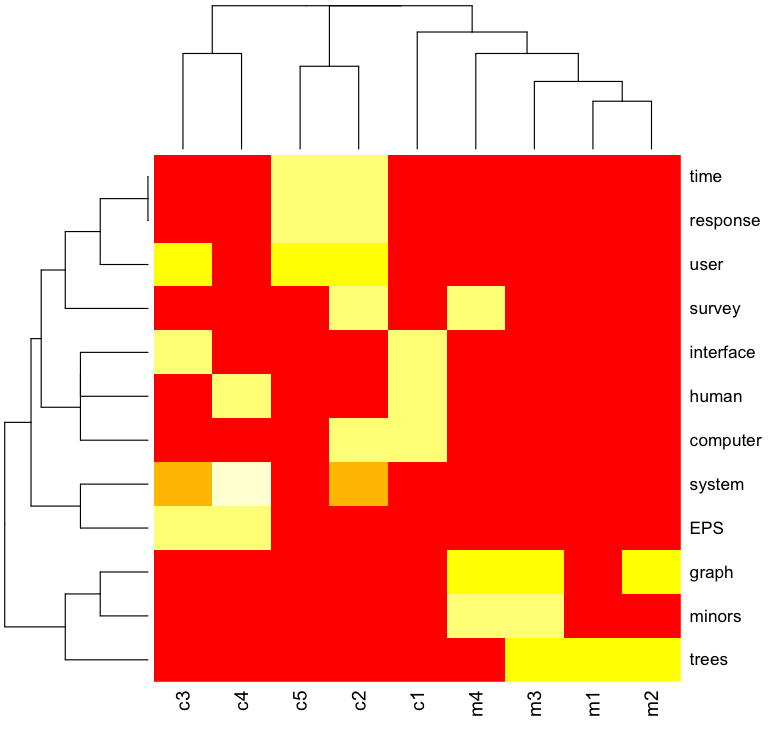 time
response
user
survey
interface
human
computer
system
EPS
graph
minors
trees
c3 c4 c5 c2 c1 m4 m3 m1 m2